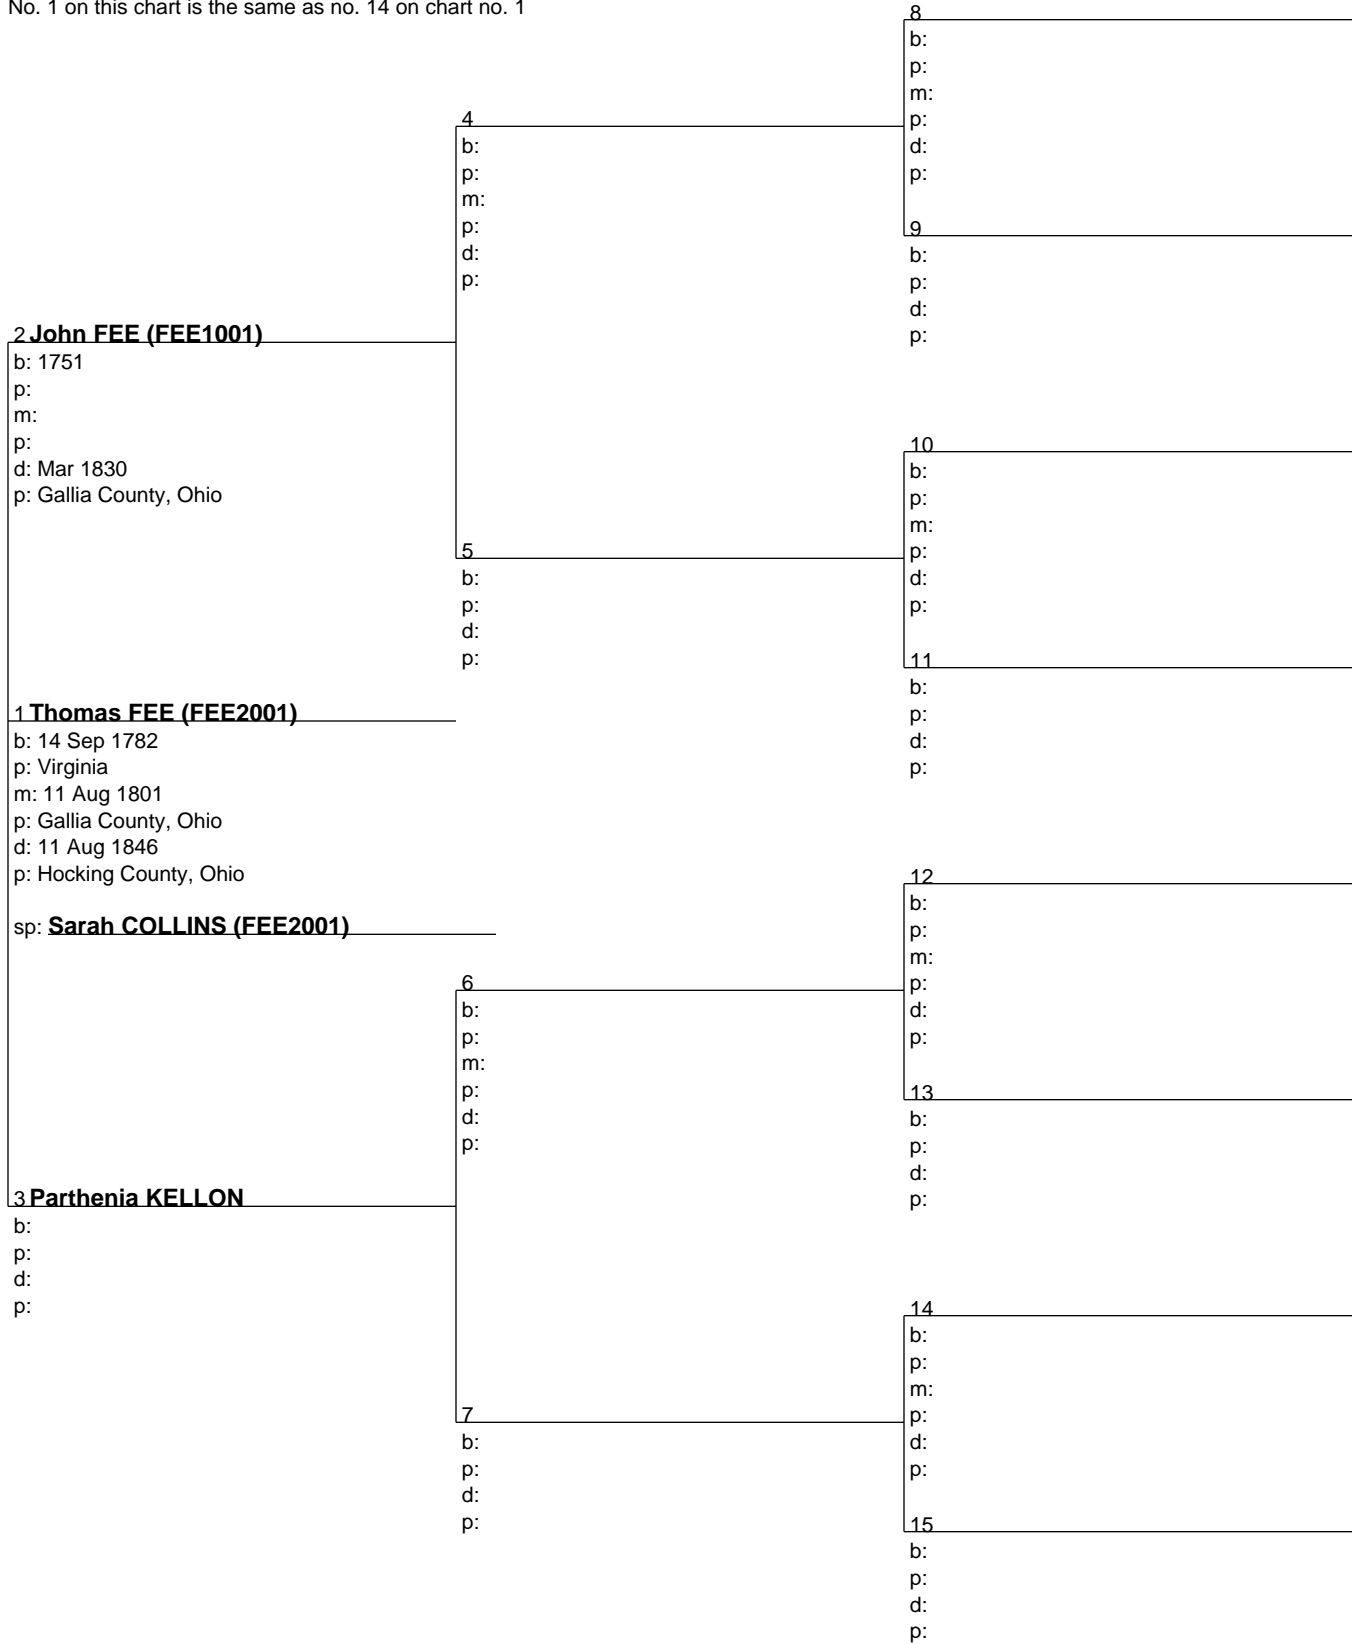 No. 1 on this chart is the same as no. 14 on chart no. 1
2 John FEE (FEE1001)
b: 1751
p:
m:
p:
d: Mar 1830
p: Gallia County, Ohio
1 Thomas FEE (FEE2001)
b: 14 Sep 1782
p: Virginia
m: 11 Aug 1801
p: Gallia County, Ohio
d: 11 Aug 1846
p: Hocking County, Ohio
sp: Sarah COLLINS (FEE2001)
3 Parthenia KELLON
b:
p:
d:
p:
4
b:
p:
m:
p:
d:
p:
5
b:
p:
d:
p:
6
b:
p:
m:
p:
d:
p:
7
b:
p:
d:
p:
8
b:
p:
m:
p:
d:
p:
9
b:
p:
d:
p:
10
b:
p:
m:
p:
d:
p:
11
b:
p:
d:
p:
12
b:
p:
m:
p:
d:
p:
13
b:
p:
d:
p:
14
b:
p:
m:
p:
d:
p:
15
b:
p:
d:
p: